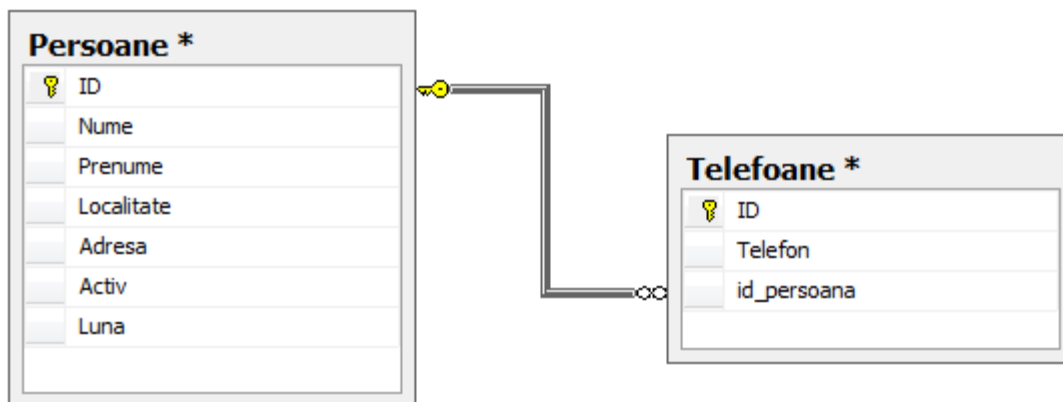 Persoane *
ID
Nume
Prenume
Localitate
Adresa
Activ
Luna
Telefoane *
ID
Telefon
id_persoana